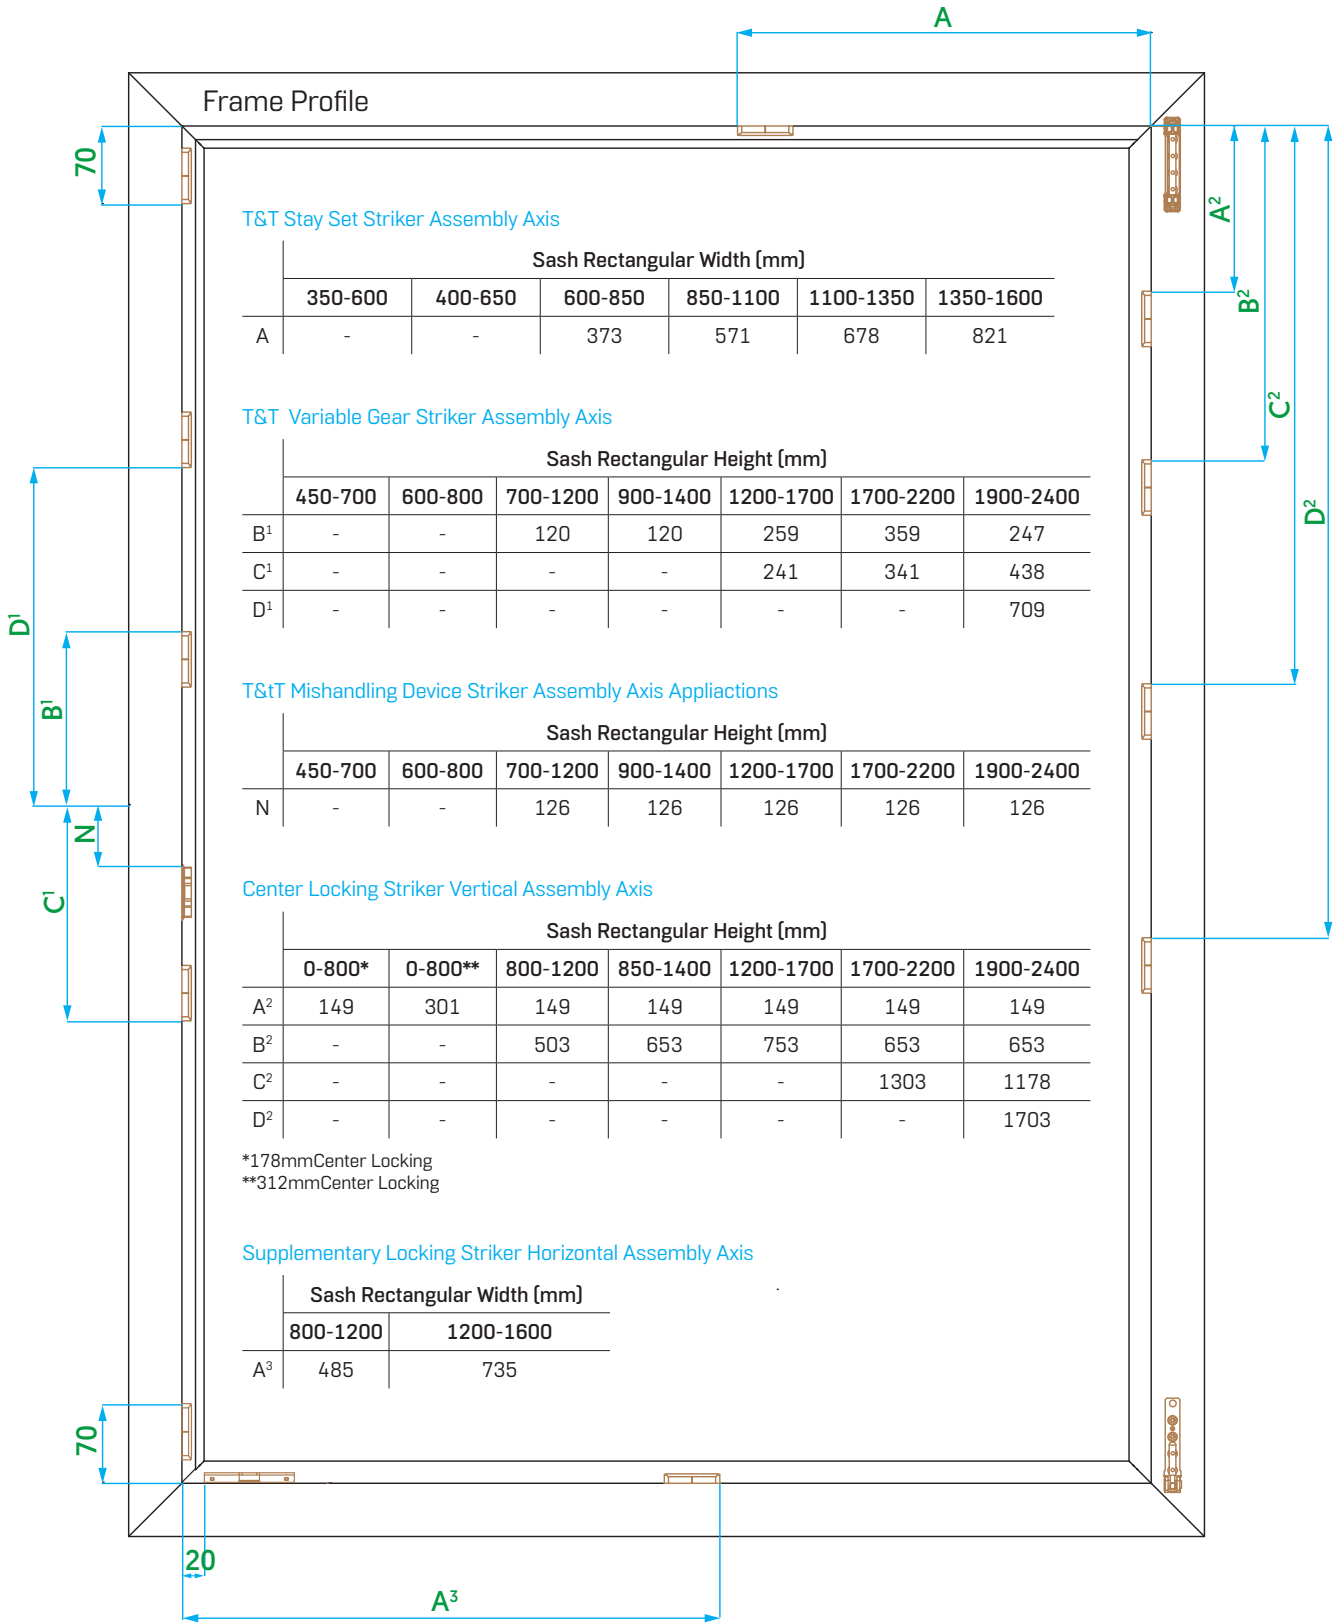 A
Frame Profile
70
A²
B²
C²
D²
T&T Stay Set Striker Assembly Axis
Sash Rectangular Width (mm)
350-600 400-650 600-850 850-1100 1100-1350 1350-1600
A - - 373 571 678 821
T&T Variable Gear Striker Assembly Axis
Sash Rectangular Height (mm)
450-700 600-800 700-1200 900-1400 1200-1700 1700-2200 1900-2400
B¹ - - 120 120 259 359 247
C¹ - - - - 241 341 438
D¹ - - - - - - 709
D¹
B¹
N
C¹
T&tT Mishandling Device Striker Assembly Axis Appliactions
Sash Rectangular Height (mm)
450-700 600-800 700-1200 900-1400 1200-1700 1700-2200 1900-2400
N - - 126 126 126 126 126
Center Locking Striker Vertical Assembly Axis
Sash Rectangular Height (mm)
0-800* 0-800** 800-1200 850-1400 1200-1700 1700-2200 1900-2400
A² 149 301 149 149 149 149 149
B² - - 503 653 753 653 653
C² - - - - - 1303 1178
D² - - - - - - 1703
*178mmCenter Locking
**312mmCenter Locking
Supplementary Locking Striker Horizontal Assembly Axis
Sash Rectangular Width (mm)
800-1200 1200-1600
A³ 485 735
70
20
A³